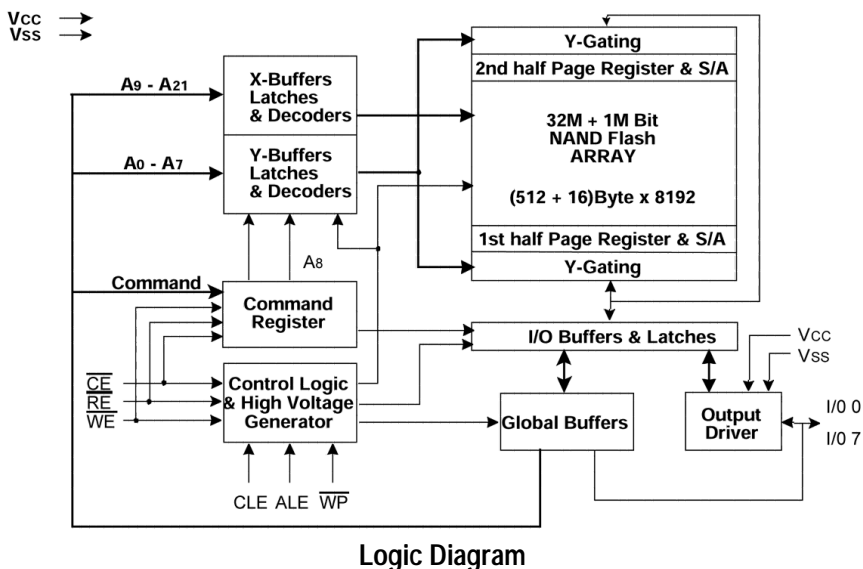 Vcc
Vss
A9 - A21
X-Buffers
Latches
& Decoders
A0 - A7
Y-Buffers
Latches
& Decoders
A8
Y-Gating
2nd half Page Register & S/A
32M + 1M Bit
NAND Flash
ARRAY
(512 + 16)Byte x 8192
1st half Page Register & S/A
Y-Gating
Command
Command
Register
I/O Buffers & Latches
VCC
VSS
CE
RE
WE
Control Logic
& High Voltage
Generator
Global Buffers
Output
Driver
I/0 0
I/0 7
CLE ALE WP
Logic Diagram